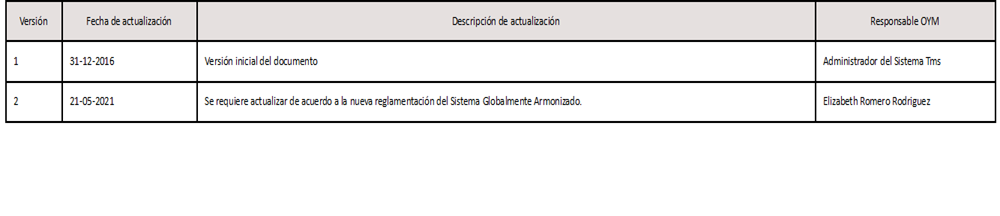 Versión Fecha de actualización Descripción de actualización Responsable OYM
1 31-12-2016 Versión inicial del documento Administrador del Sistema Tms
2 21-05-2021 Se requiere actualizar de acuerdo a la nueva reglamentación del Sistema Globalmente Armonizado. Elizabeth Romero Rodriguez